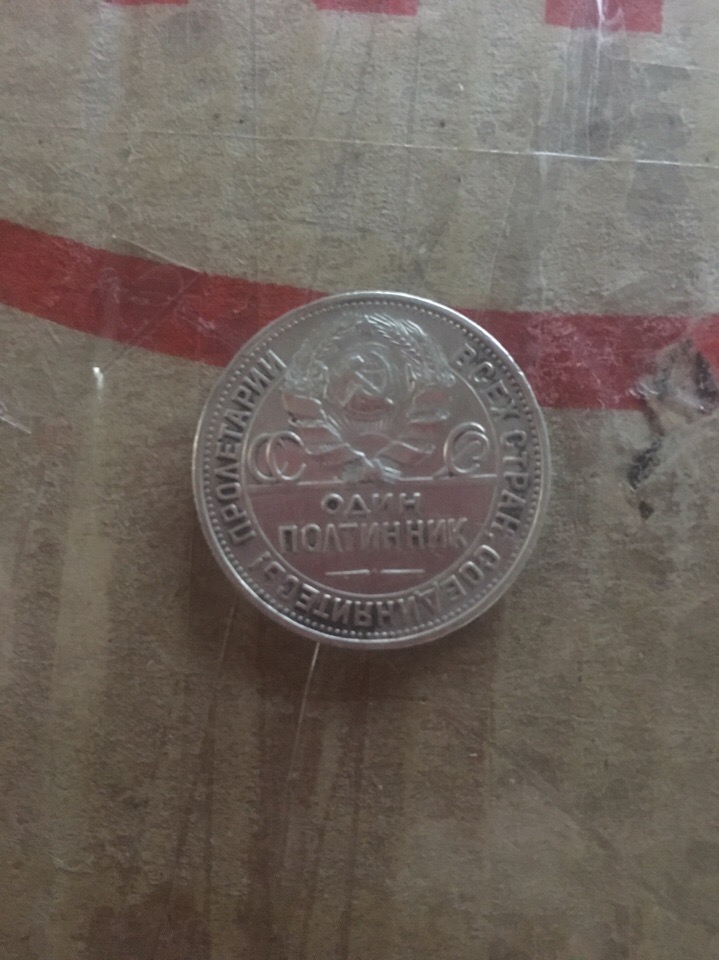 ПРОЛЕТАРИИ ВСЕХ СТРАН, СОЕДИНЯЙТЕСЬ!
СС СР
ОДИН
ПОЛТИННИК